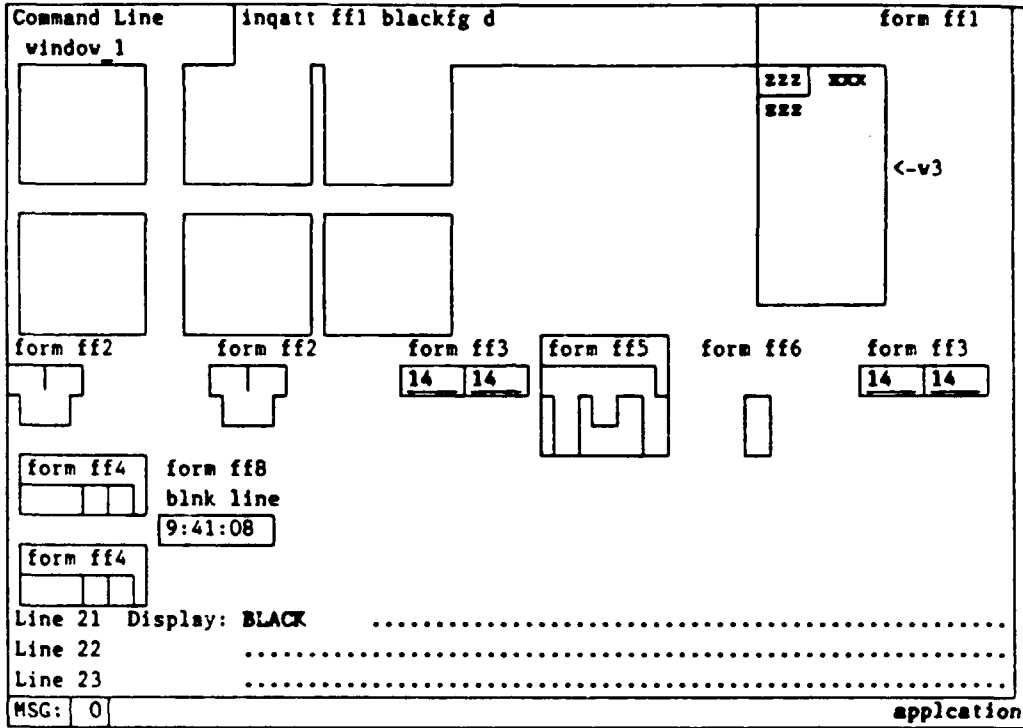 Command Line inqatt ff1 blackfg d form ff1
window_1
zzz xxx
zzz
<-v3
form ff2 form ff2 form ff3 form ff5 form ff6 form ff3
14 14 14 14
form ff4 form ff8
blnk line
9:41:08
form ff4
Line 21 Display: BLACK ..................................................
Line 22 ............................................................
Line 23 ............................................................
MSG: 0 applcation